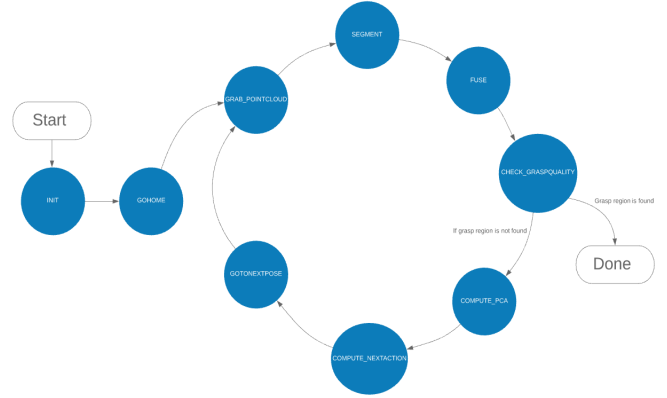 SEGMENT
FUSE
GRAB_POINTCLOUD
Start
CHECK_GRASPQUALITY
INIT
GOHOME
Grasp region is found
If grasp region is not found
Done
GOTONEXTPOSE
COMPUTE_PCA
COMPUTE_NEXTACTION